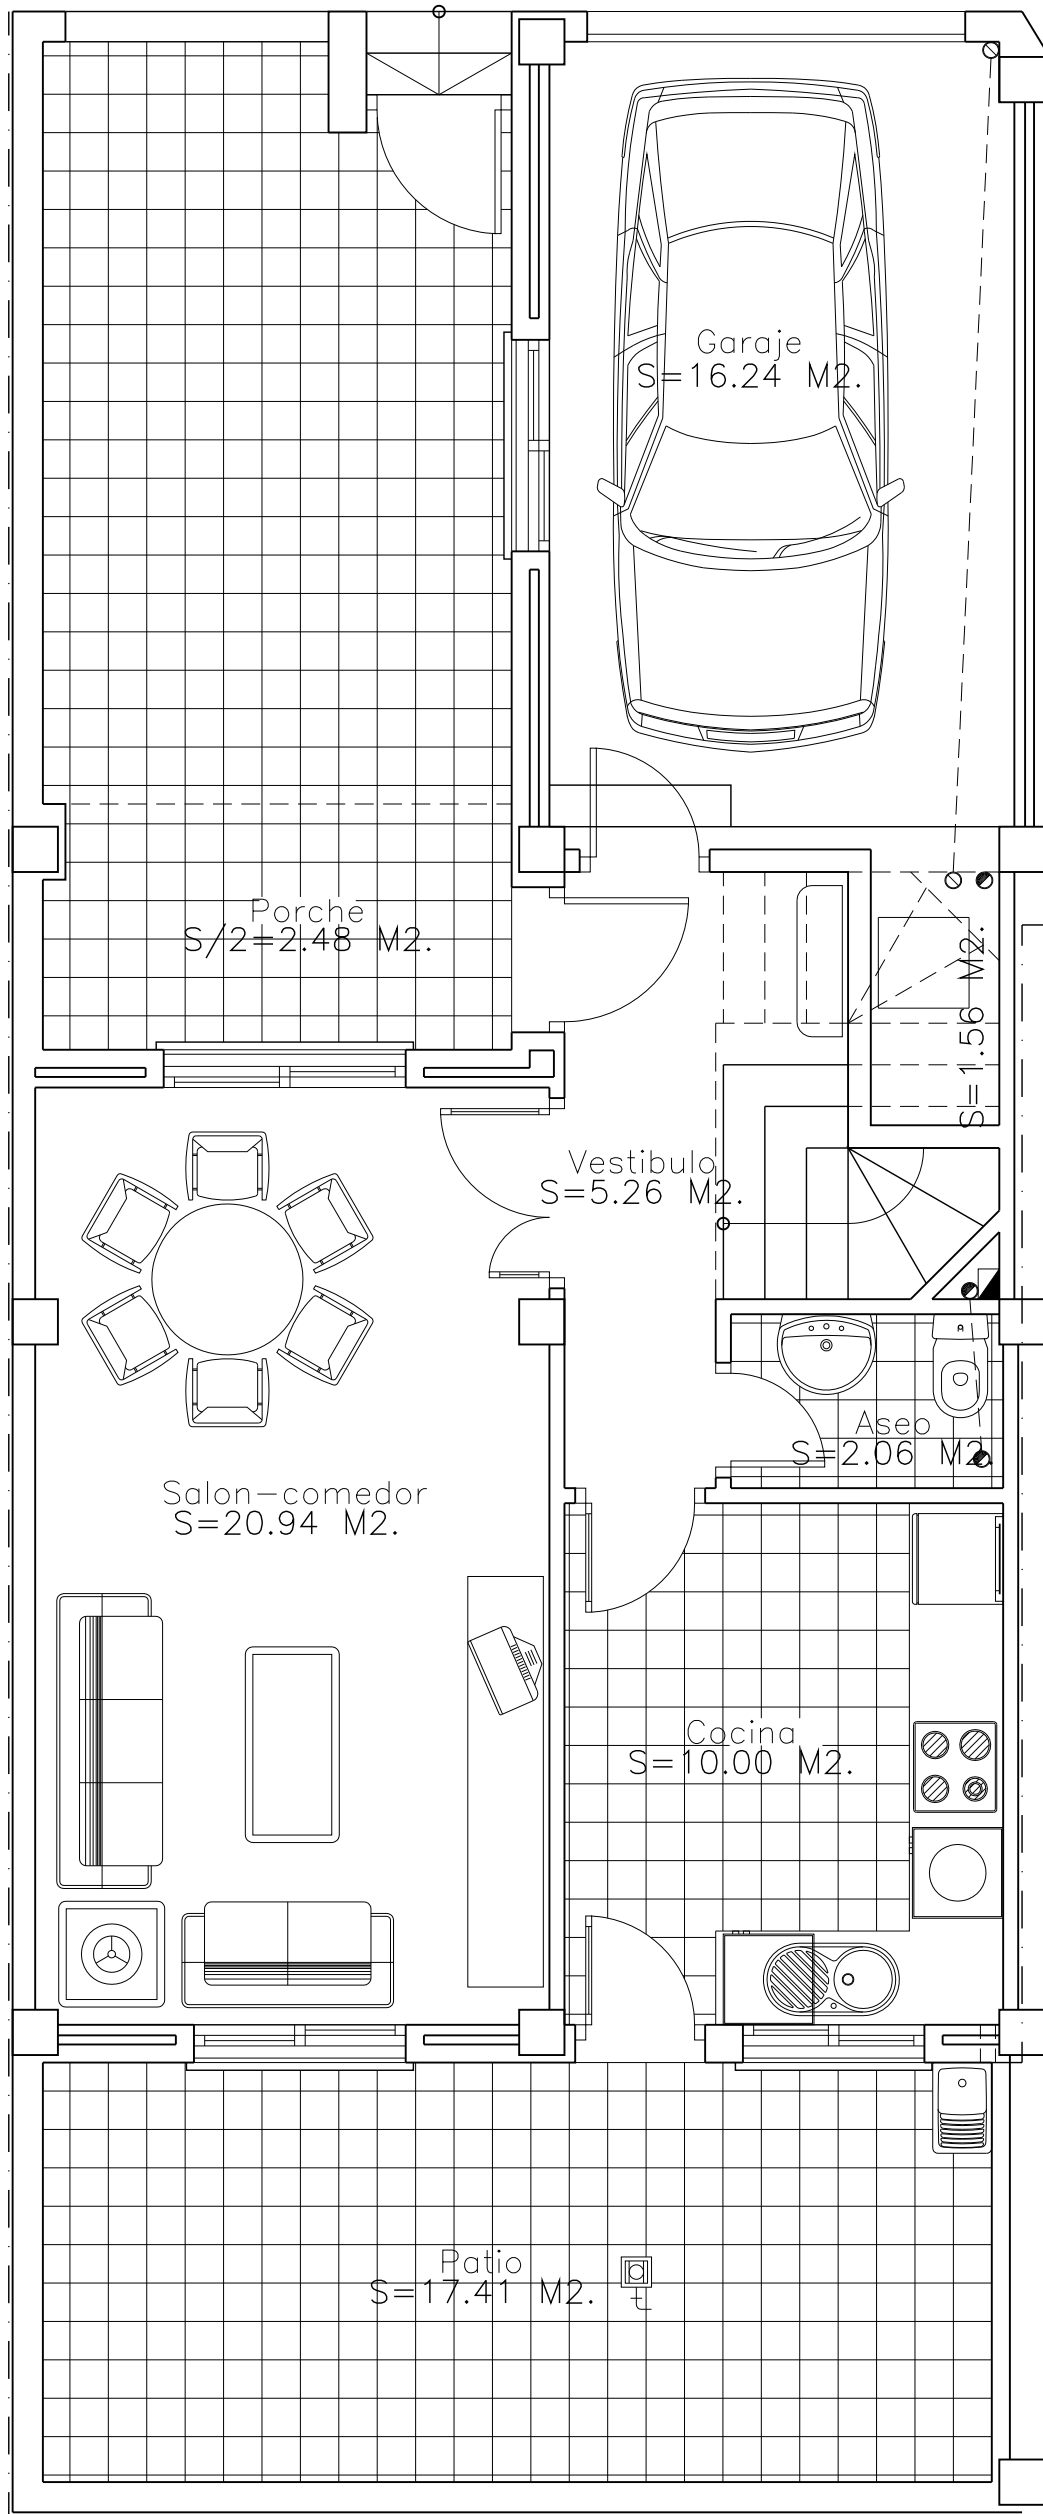 Garaje
S=16.24 M2.
Porche
S/2=2.48 M2.
S=1.56 M2.
Vestibulo
S=5.26 M2.
Aseo
S=2.06 M2.
Salon-comedor
S=20.94 M2.
Cocina
S=10.00 M2.
Patio
S=17.41 M2.